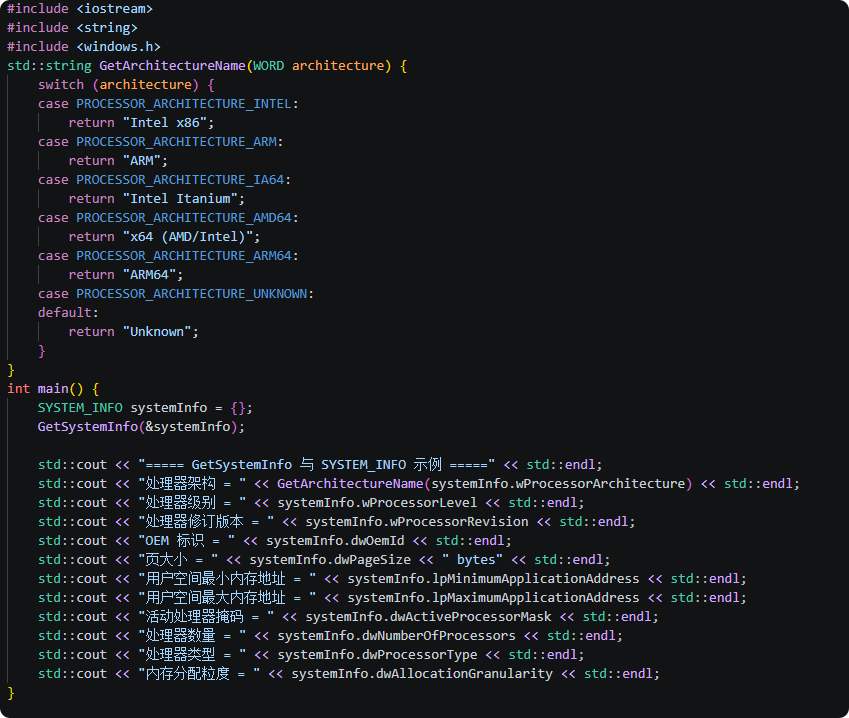 #include <iostream>
#include <string>
#include <windows.h>
std::string GetArchitectureName(WORD architecture) {
    switch (architecture) {
    case PROCESSOR_ARCHITECTURE_INTEL:
        return "Intel x86";
    case PROCESSOR_ARCHITECTURE_ARM:
        return "ARM";
    case PROCESSOR_ARCHITECTURE_IA64:
        return "Intel Itanium";
    case PROCESSOR_ARCHITECTURE_AMD64:
        return "x64 (AMD/Intel)";
    case PROCESSOR_ARCHITECTURE_ARM64:
        return "ARM64";
    case PROCESSOR_ARCHITECTURE_UNKNOWN:
    default:
        return "Unknown";
    }
}
int main() {
    SYSTEM_INFO systemInfo = {};
    GetSystemInfo(&systemInfo);

    std::cout << "===== GetSystemInfo 与 SYSTEM_INFO 示例 =====" << std::endl;
    std::cout << "处理器架构 = " << GetArchitectureName(systemInfo.wProcessorArchitecture) << std::endl;
    std::cout << "处理器级别 = " << systemInfo.wProcessorLevel << std::endl;
    std::cout << "处理器修订版本 = " << systemInfo.wProcessorRevision << std::endl;
    std::cout << "OEM 标识 = " << systemInfo.dwOemId << std::endl;
    std::cout << "页大小 = " << systemInfo.dwPageSize << " bytes" << std::endl;
    std::cout << "用户空间最小内存地址 = " << systemInfo.lpMinimumApplicationAddress << std::endl;
    std::cout << "用户空间最大内存地址 = " << systemInfo.lpMaximumApplicationAddress << std::endl;
    std::cout << "活动处理器掩码 = " << systemInfo.dwActiveProcessorMask << std::endl;
    std::cout << "处理器数量 = " << systemInfo.dwNumberOfProcessors << std::endl;
    std::cout << "处理器类型 = " << systemInfo.dwProcessorType << std::endl;
    std::cout << "内存分配粒度 = " << systemInfo.dwAllocationGranularity << std::endl;
}